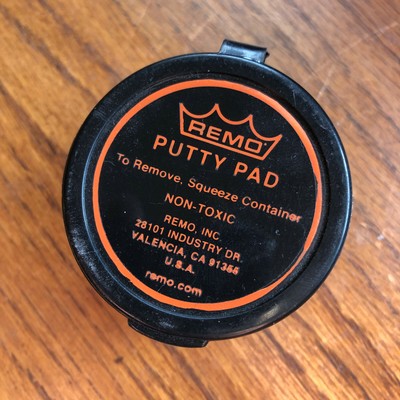 REMO
PUTTY PAD
To Remove, Squeeze Container
NON-TOXIC
REMO, INC
28101 INDUSTRY DR.
VALENCIA, CA 91355
U.S.A.
remo.com